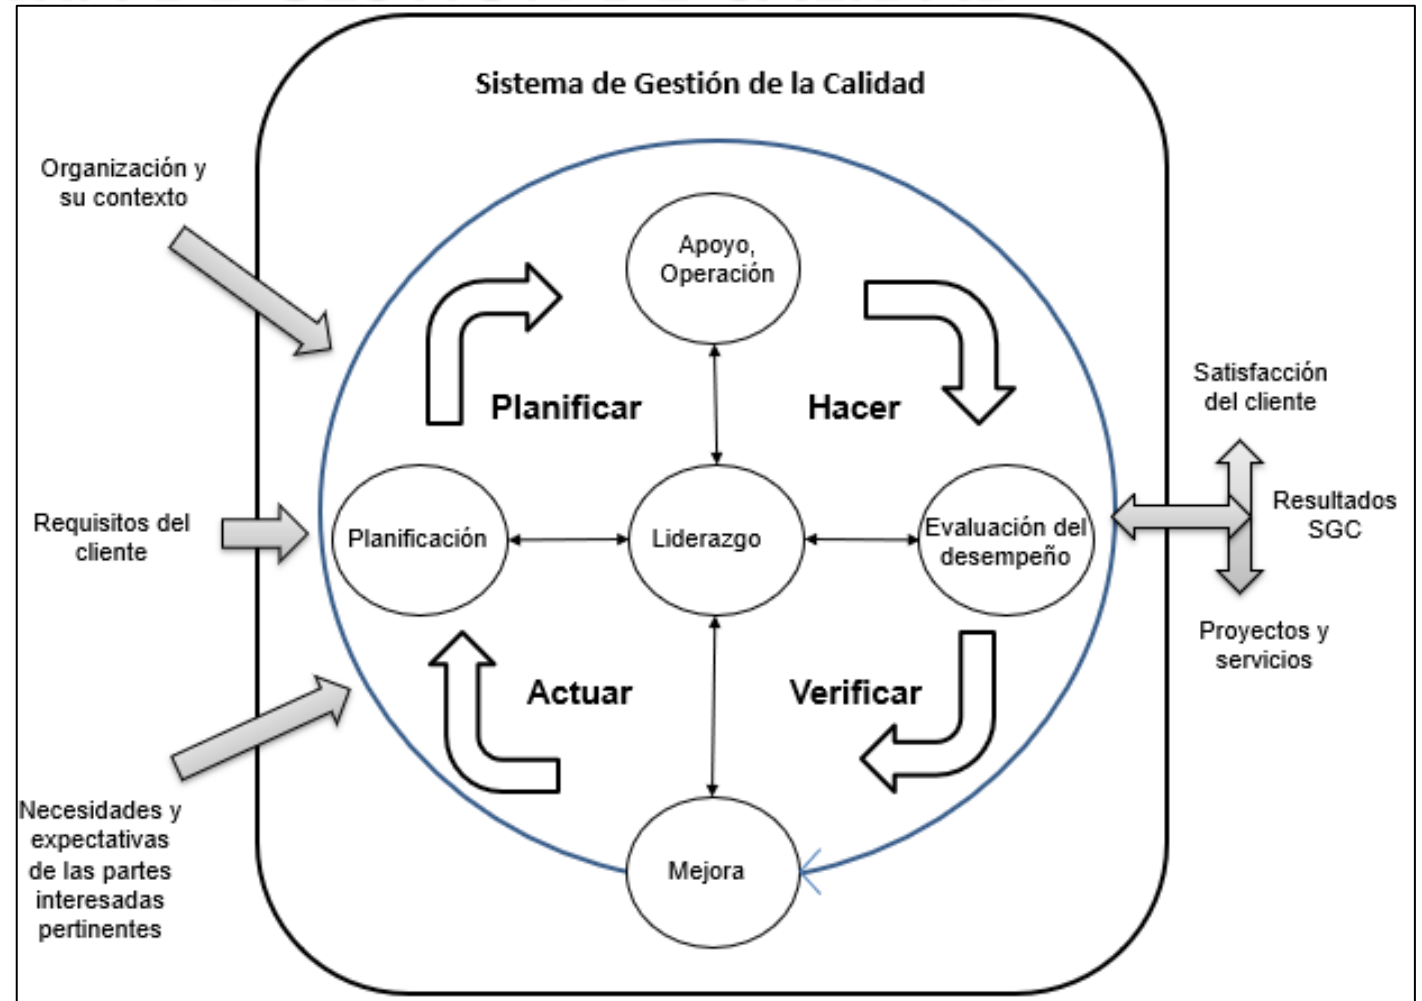 Sistema de Gestión de la Calidad
Organización y
su contexto
Apoyo,
Operación
Planificar
Hacer
Satisfacción
del cliente
Requisitos del
cliente
Planificación
Liderazgo
Evaluación del
desempeño
Resultados
SGC
Actuar
Verificar
Proyectos y
servicios
Necesidades y
expectativas
de las partes
interesadas
pertinentes
Mejora